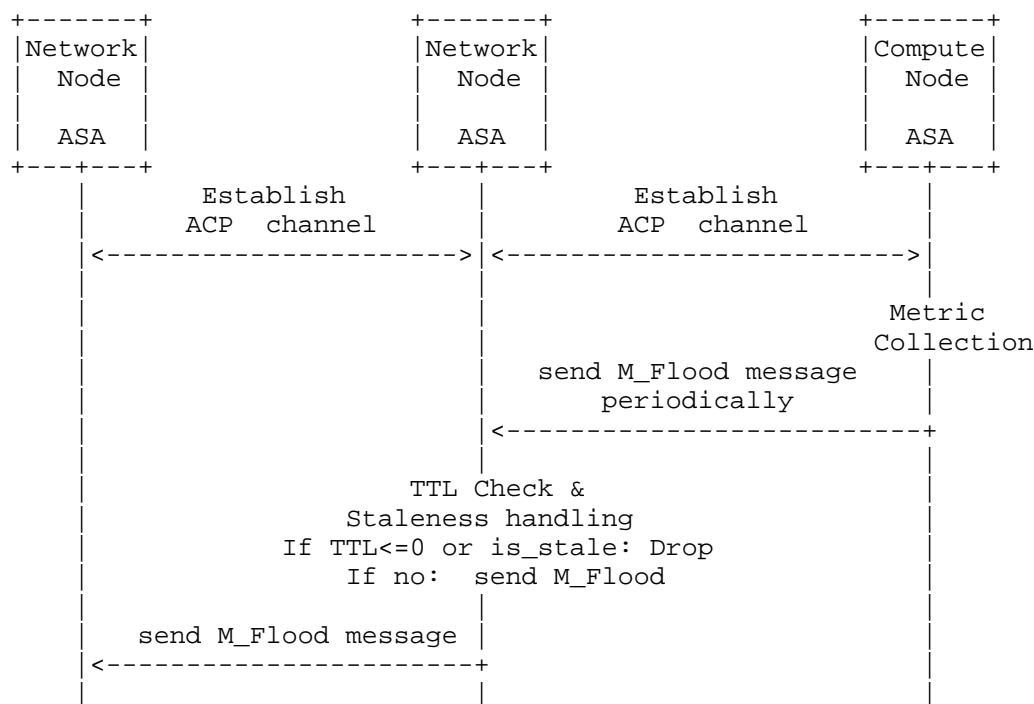 Network Network Compute
Node Node Node
ASA ASA ASA
Establish Establish
ACP channel ACP channel
Metric
Collection
send M_Flood message
periodically
TTL Check &
Staleness handling
If TTL<=0 or is_stale: Drop
If no: send M_Flood
send M_Flood message